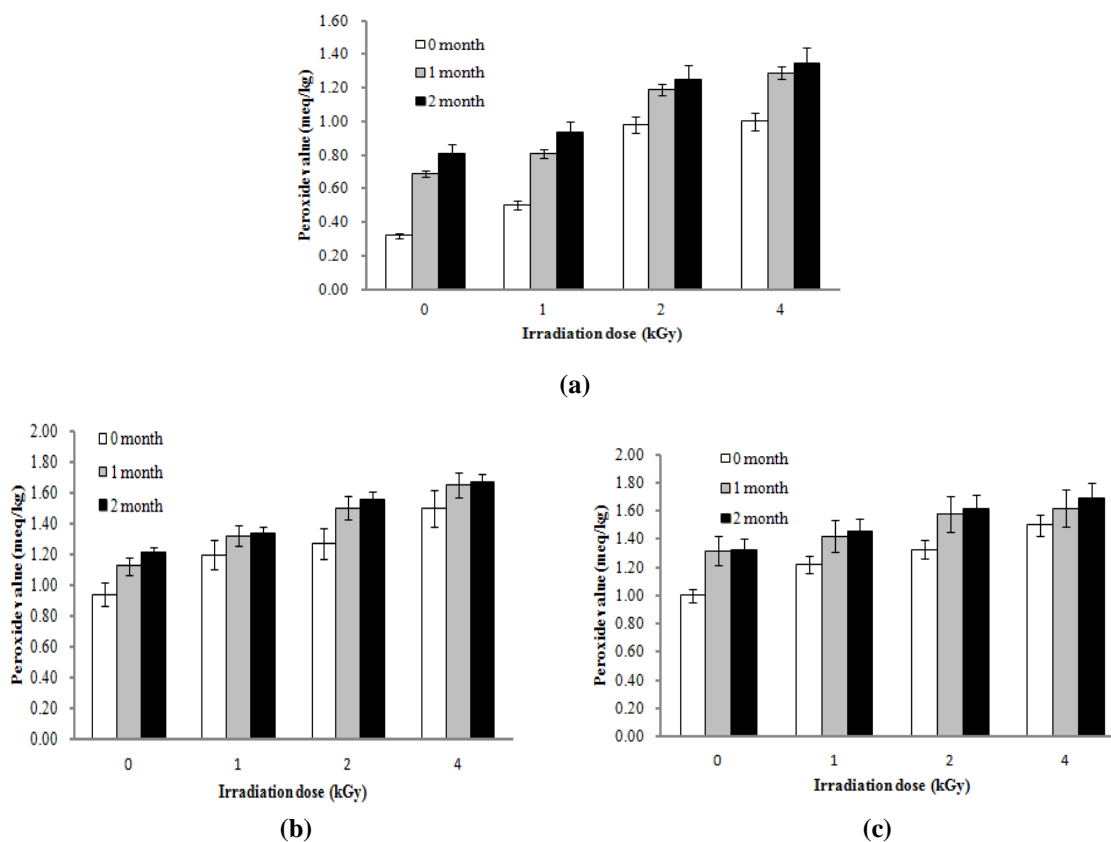 1.60
1.40
1.20
1.00
0.80
0.60
0.40
0.20
0.00
Peroxide value (meq/kg)
0 month
1 month
2 month
0 1 2 4
Irradiation dose (kGy)
(a)
2.00
1.80
1.60
1.40
1.20
1.00
0.80
0.60
0.40
0.20
0.00
Peroxide value (meq/kg)
0 month
1 month
2 month
0 1 2 4
Irradiation dose (kGy)
(b)
2.00
1.80
1.60
1.40
1.20
1.00
0.80
0.60
0.40
0.20
0.00
Peroxide value (meq/kg)
0 month
1 month
2 month
0 1 2 4
Irradiation dose (kGy)
(c)